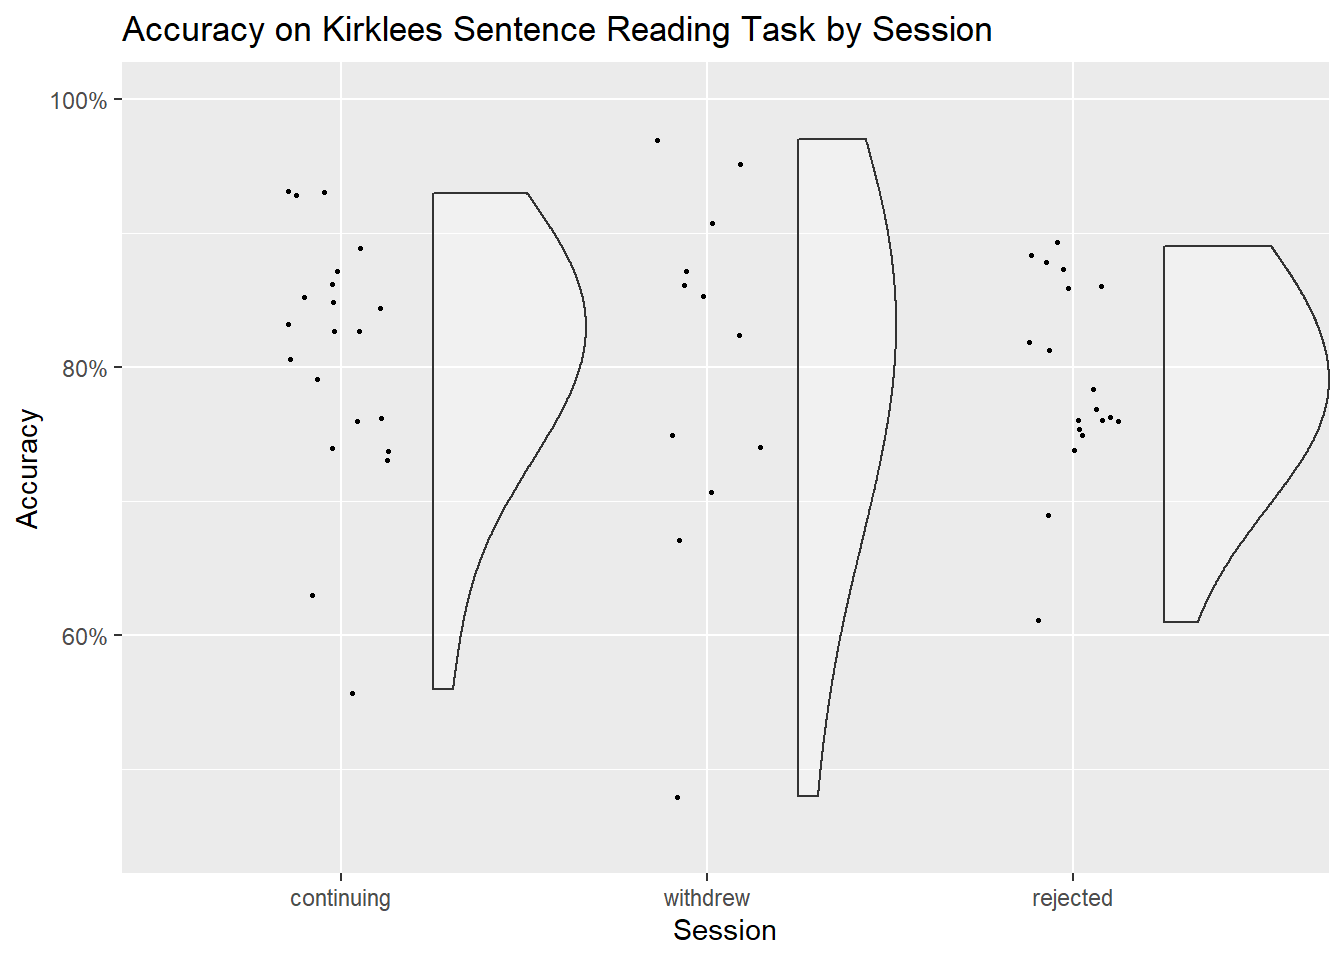 Accuracy on Kirklees Sentence Reading Task by Session
100%
80%
60%
Accuracy
continuing
withdrew
rejected
Session